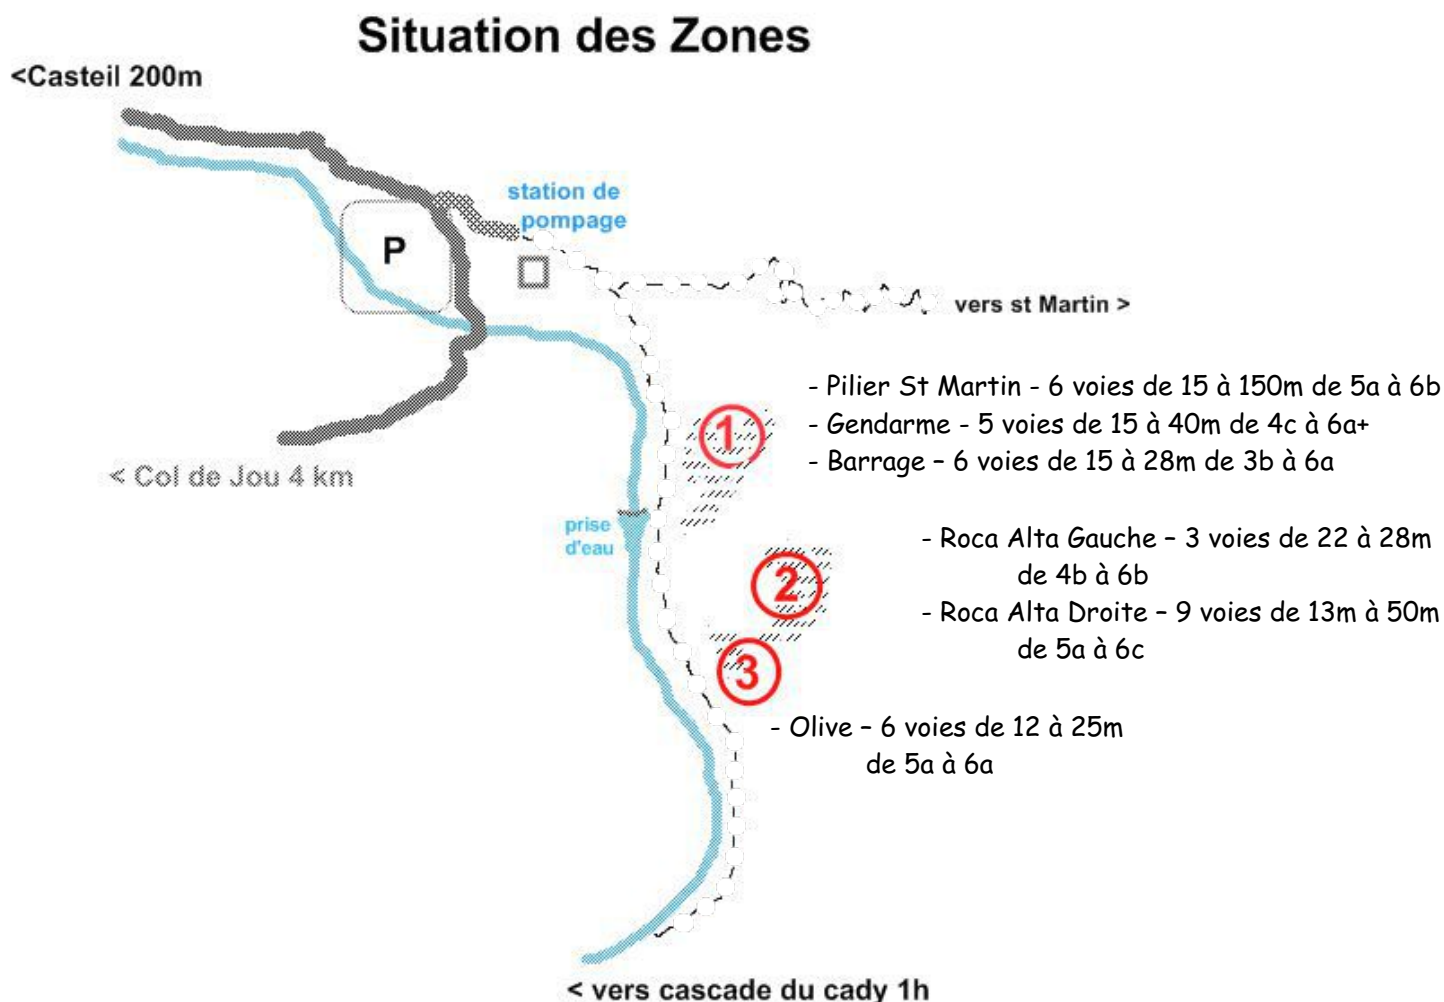 Situation des Zones
<Casteil 200m
station de
pompage
P
vers st Martin >
- Pilier St Martin - 6 voies de 15 à 150m de 5a à 6b
1
- Gendarme - 5 voies de 15 à 40m de 4c à 6a+
- Barrage – 6 voies de 15 à 28m de 3b à 6a
< Col de Jou 4 km
prise
d'eau
- Roca Alta Gauche – 3 voies de 22 à 28m
de 4b à 6b
2
- Roca Alta Droite – 9 voies de 13m à 50m
de 5a à 6c
3
- Olive – 6 voies de 12 à 25m
de 5a à 6a
< vers cascade du cady 1h